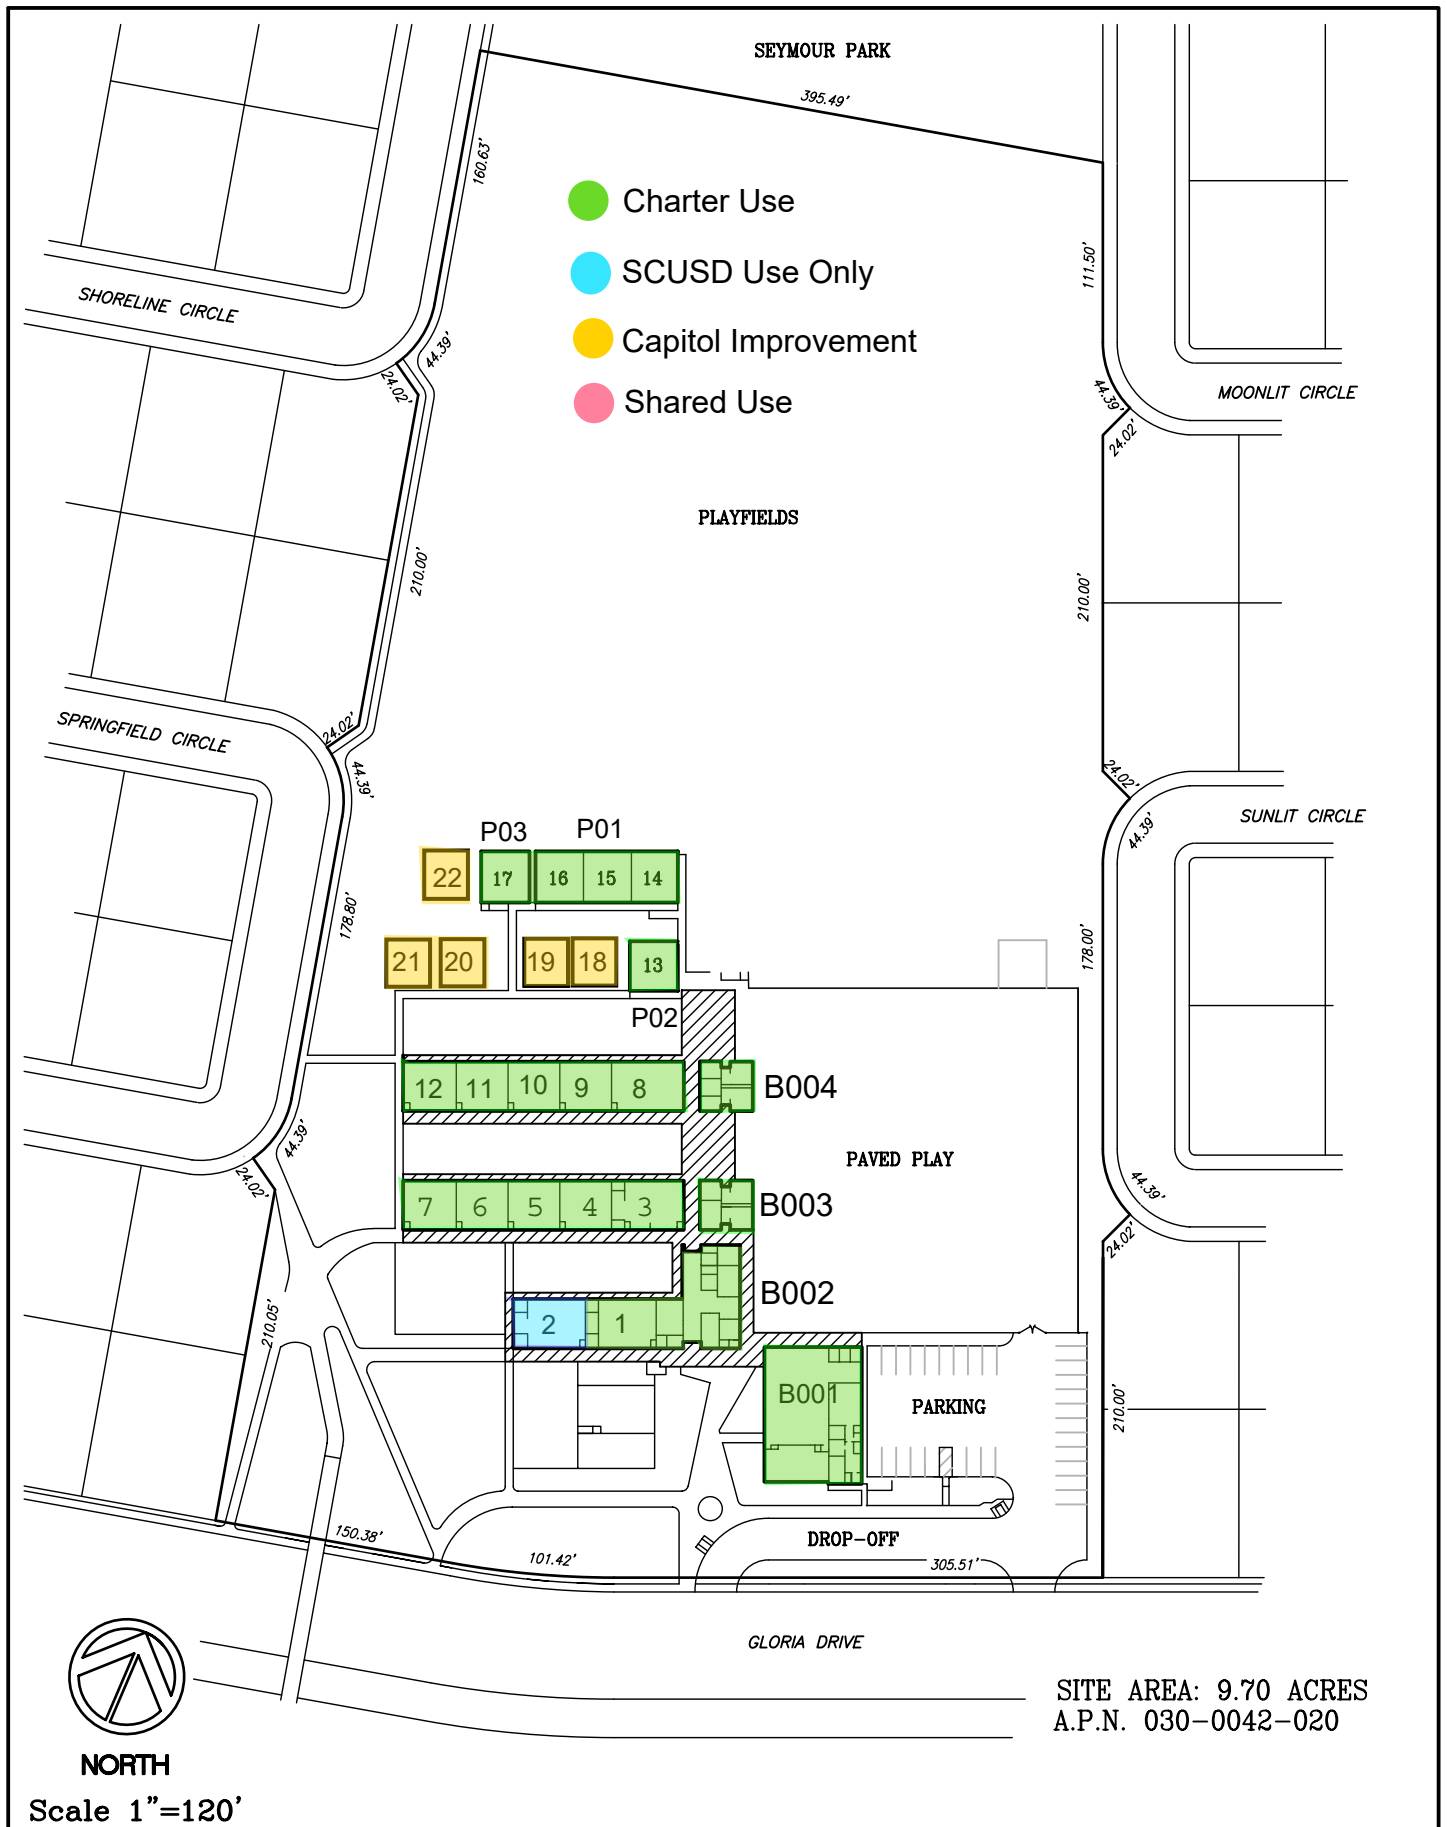 SEYMOUR PARK
395.49'
160.63'
Charter Use
SCUSD Use Only
Capitol Improvement
Shared Use
111.50'
SHORELINE CIRCLE
44.39'
24.02'
MOONLIT CIRCLE
44.39'
24.02'
PLAYFIELDS
210.00'
210.00'
SPRINGFIELD CIRCLE
24.02'
44.39'
24.02'
44.39'
SUNLIT CIRCLE
P03
P01
22
17
16
15
14
178.80'
178.00'
21
20
19
18
13
P02
12
11
10
9
8
B004
44.39'
24.02'
PAVED PLAY
7
6
5
4
3
B003
44.39'
24.02'
B002
2
1
210.05'
B001
PARKING
210.00'
150.38'
101.42'
DROP-OFF
305.51'
GLORIA DRIVE
SITE AREA: 9.70 ACRES
A.P.N. 030-0042-020
NORTH
Scale 1"=120'